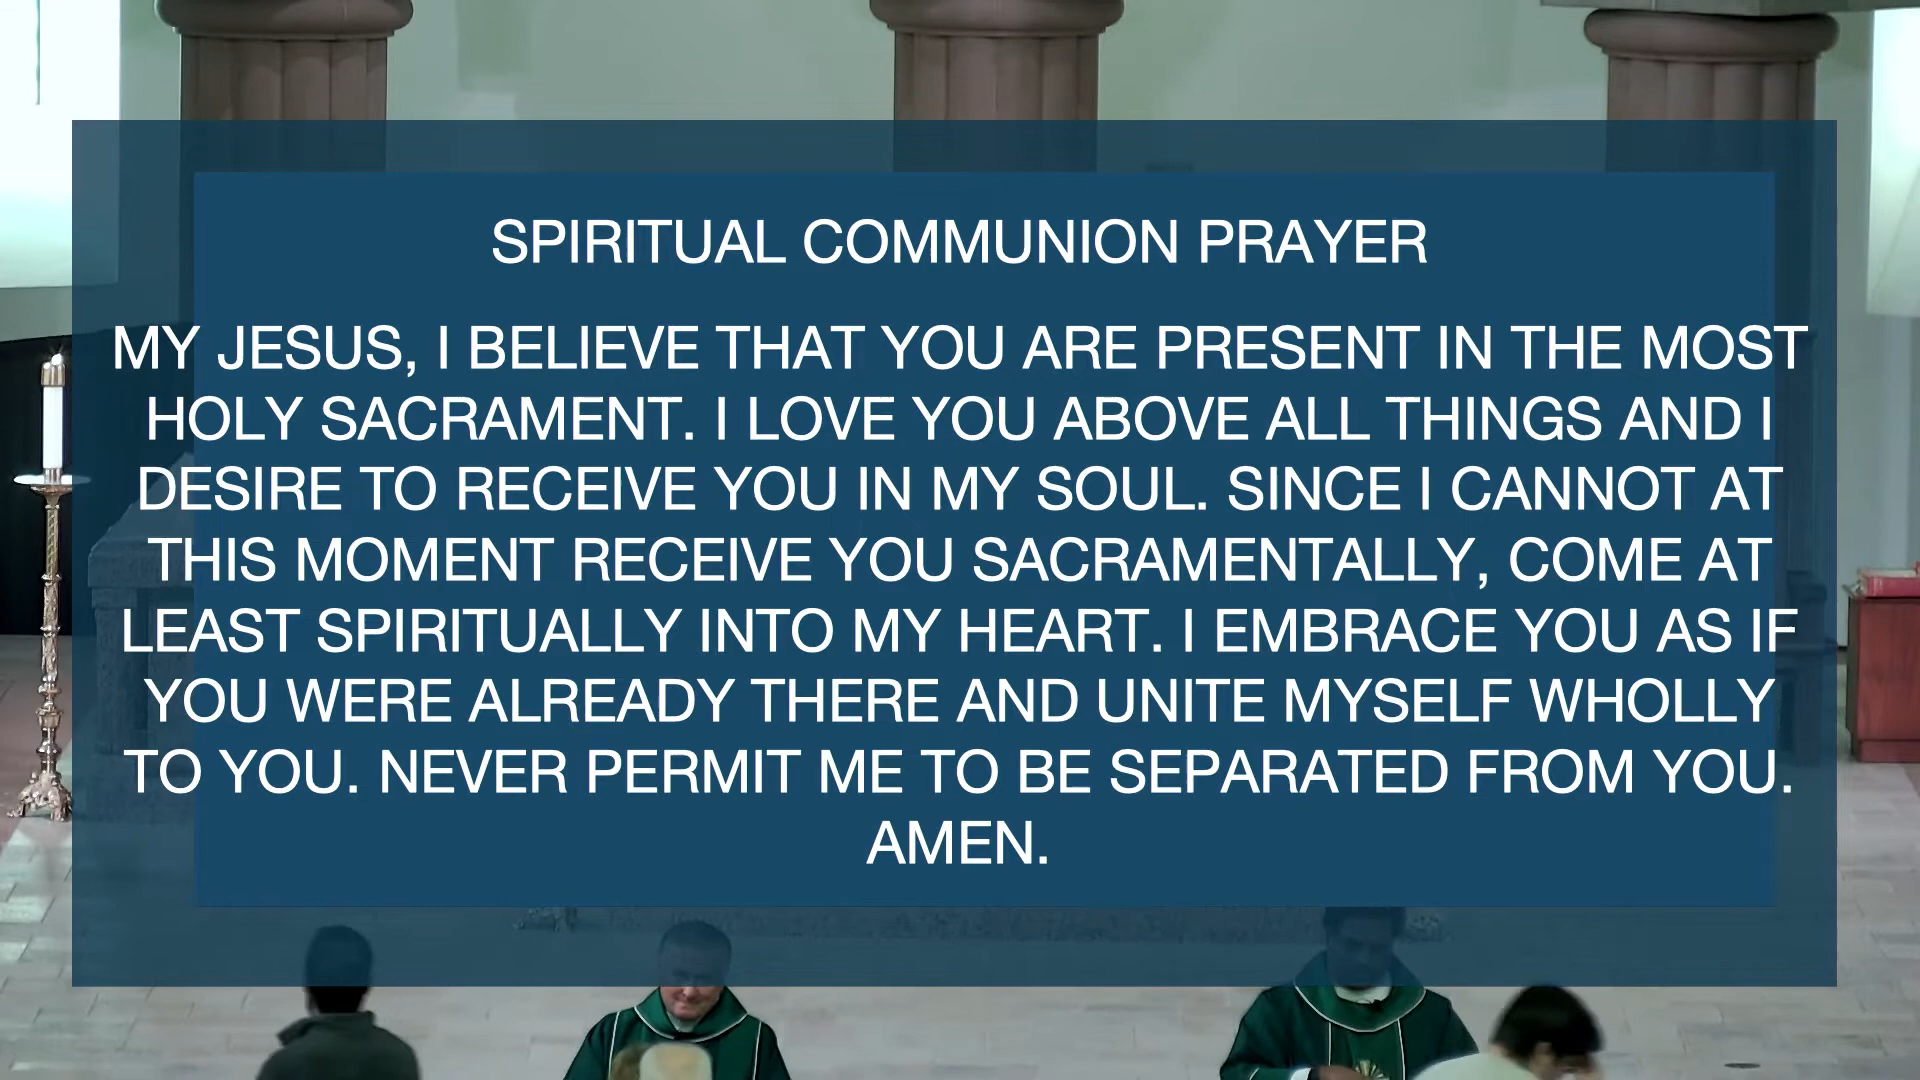 SPIRITUAL COMMUNION PRAYER
MY JESUS, I BELIEVE THAT YOU ARE PRESENT IN THE MOST
HOLY SACRAMENT. I LOVE YOU ABOVE ALL THINGS AND I
DESIRE TO RECEIVE YOU IN MY SOUL. SINCE I CANNOT AT
THIS MOMENT RECEIVE YOU SACRAMENTALLY, COME AT
LEAST SPIRITUALLY INTO MY HEART. I EMBRACE YOU AS IF
YOU WERE ALREADY THERE AND UNITE MYSELF WHOLLY
TO YOU. NEVER PERMIT ME TO BE SEPARATED FROM YOU.
AMEN.